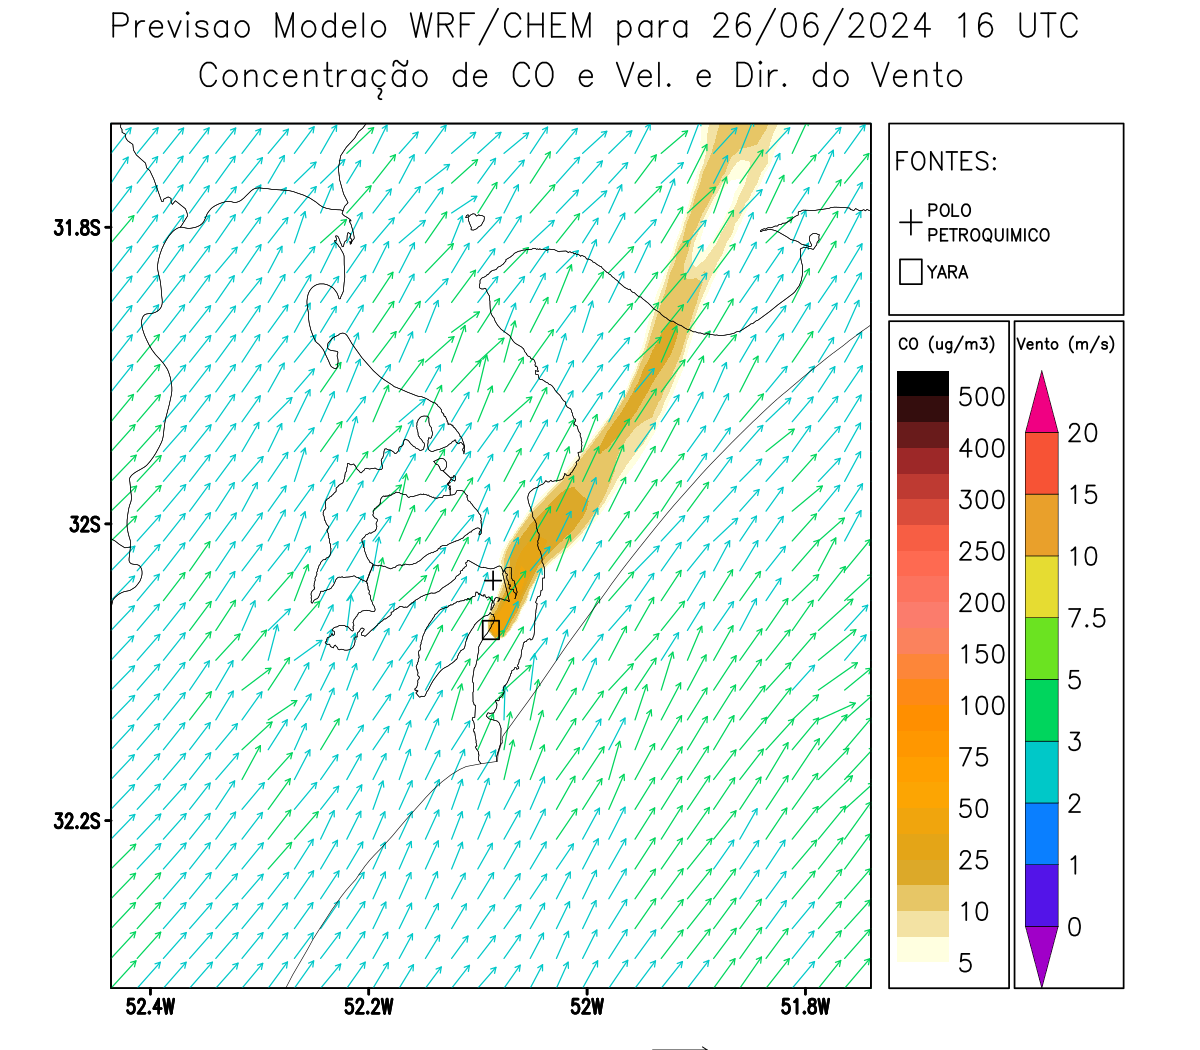 Previsao Modelo WRF/CHEM para 26/06/2024 16 UTC
Concentração de CO e Vel. e Dir. do Vento
FONTES:
POLO
PETROQUIMICO
YARA
CO (ug/m3)
500
400
300
250
200
150
100
75
50
25
10
5
Vento (m/s)
20
15
10
7.5
5
3
2
1
0
31.8S
32S
32.2S
52.4W
52.2W
52W
51.8W